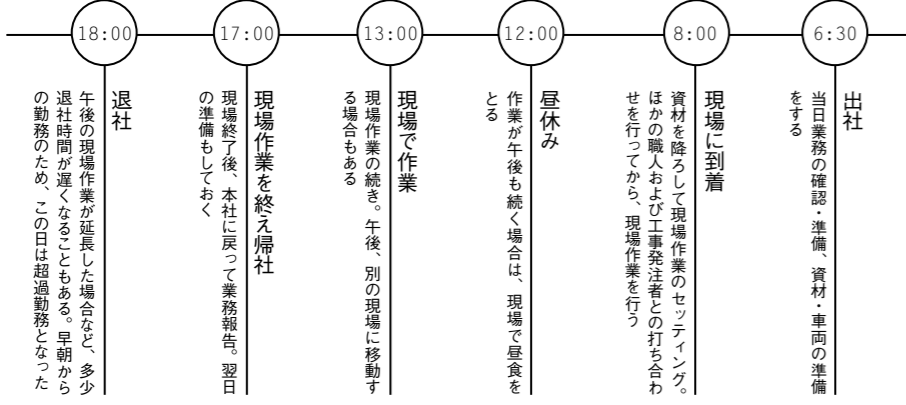 6:30
出社
当日業務の確認・準備、資材・車両の準備
をする
8:00
現場に到着
資材を降ろして現場作業のセッティング。
ほかの職人および工事発注者との打ち合わ
せを行ってから、現場作業を行う
12:00
昼休み
作業が午後も続く場合は、現場で昼食を
とる
13:00
現場で作業
現場作業の続き。午後、別の現場に移動す
る場合もある
17:00
現場作業を終え帰社
現場終了後、本社に戻って業務報告。翌日
の準備もしておく
18:00
退社
午後の現場作業が延長した場合など、多少
退社時間が遅くなることもある。早朝から
の勤務のため、この日は超過勤務となった